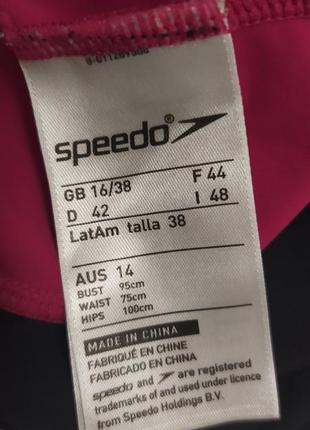 speedo
GB 16/38 F 44
D 42 I 48
LatAm talla 38
AUS 14
BUST 95cm
WAIST 75cm
HIPS 100cm
MADE IN CHINA
FABRIQUÉ EN CHINE
FABRICADO EN CHINA
speedo and are registered
trademarks of and used under licence
from Speedo Holdings B.V.